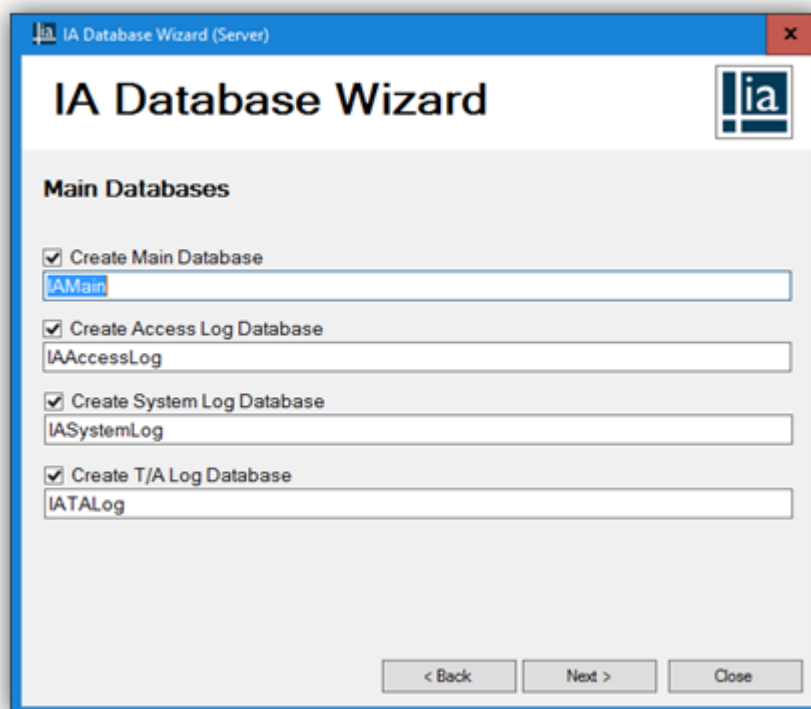 IA Database Wizard (Server)
IA Database Wizard
ia
Main Databases
Create Main Database
IAMain
Create Access Log Database
IAAccessLog
Create System Log Database
IASystemLog
Create T/A Log Database
IATALog
< Back
Next >
Close